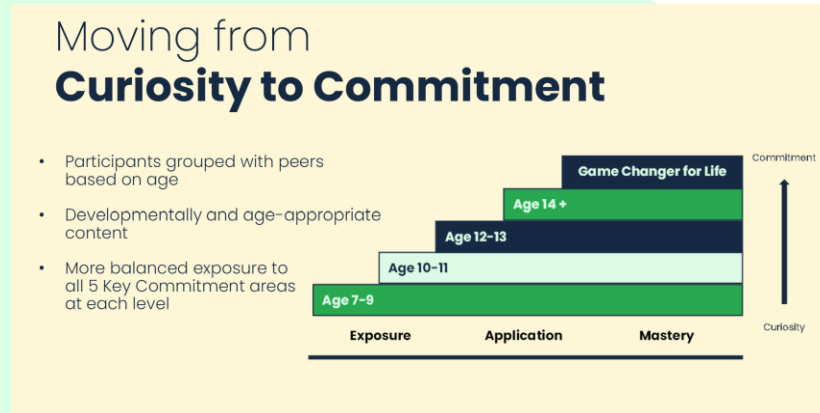 Moving from
Curiosity to Commitment
• Participants grouped with peers
based on age
• Developmentally and age-appropriate
content
• More balanced exposure to
all 5 Key Commitment areas
at each level
Commitment
Game Changer for Life
Age 14 +
Age 12-13
Age 10-11
Age 7-9
Curiosity
Exposure
Application
Mastery